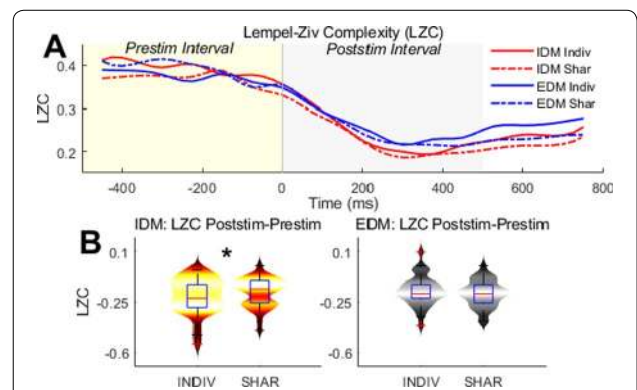 A
Lempel-Ziv Complexity (LZC)
Prestim Interval
Poststim Interval
IDM Indiv
IDM Shar
EDM Indiv
EDM Shar
LZC
0.4
0.3
0.2
-400
-200
0
200
400
600
800
Time (ms)
B
IDM: LZC Poststim-Prestim
*
LZC
0.1
-0.25
-0.6
INDIV
SHAR
EDM: LZC Poststim-Prestim
0.1
-0.25
-0.6
INDIV
SHAR